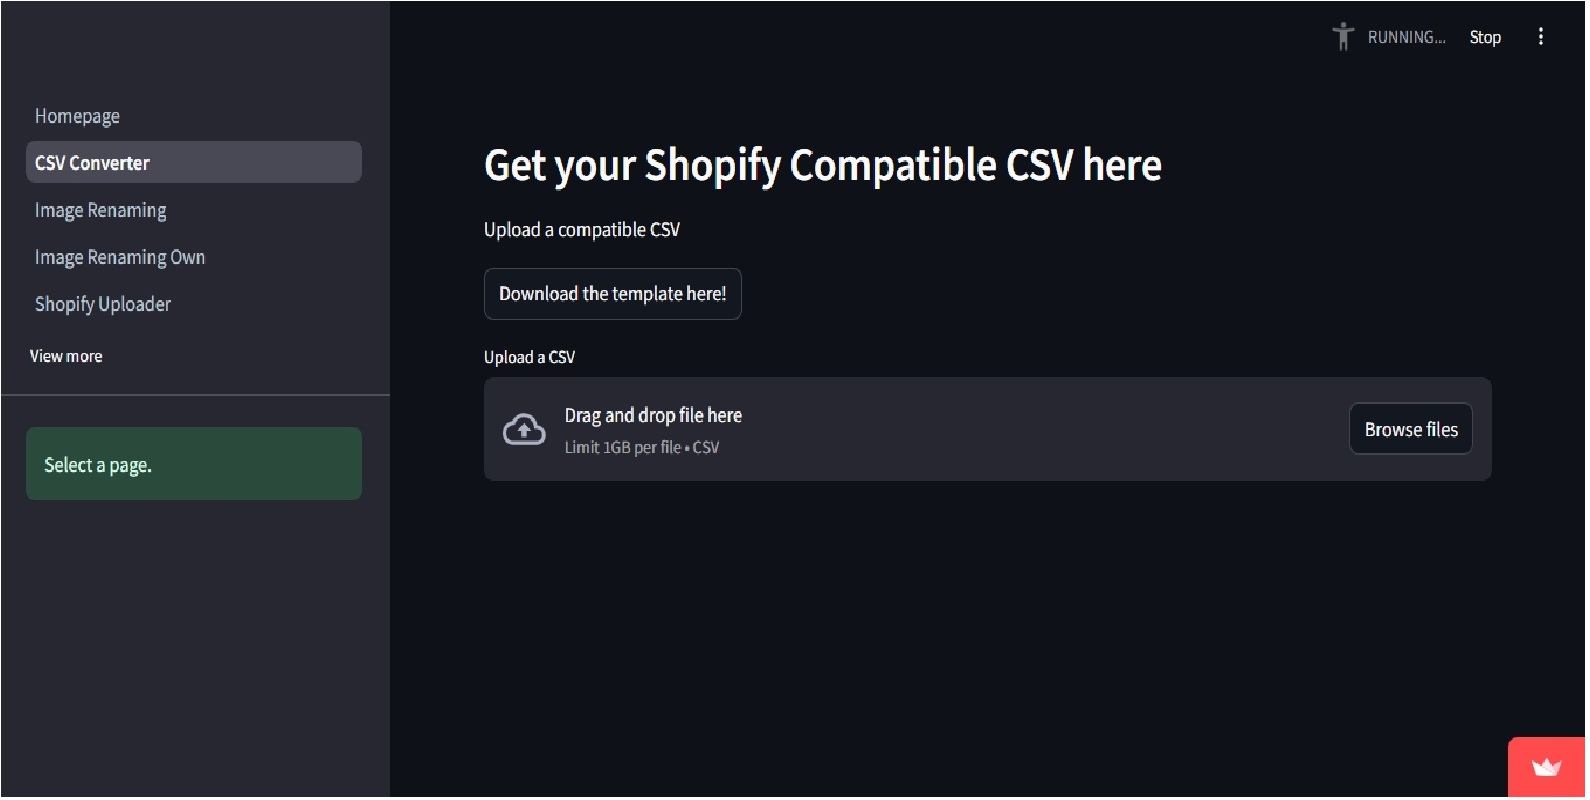 RUNNING... Stop
Homepage
CSV Converter
Image Renaming
Image Renaming Own
Shopify Uploader
View more
Select a page.
Get your Shopify Compatible CSV here
Upload a compatible CSV
Download the template here!
Upload a CSV
Drag and drop file here
Limit 1GB per file • CSV
Browse files